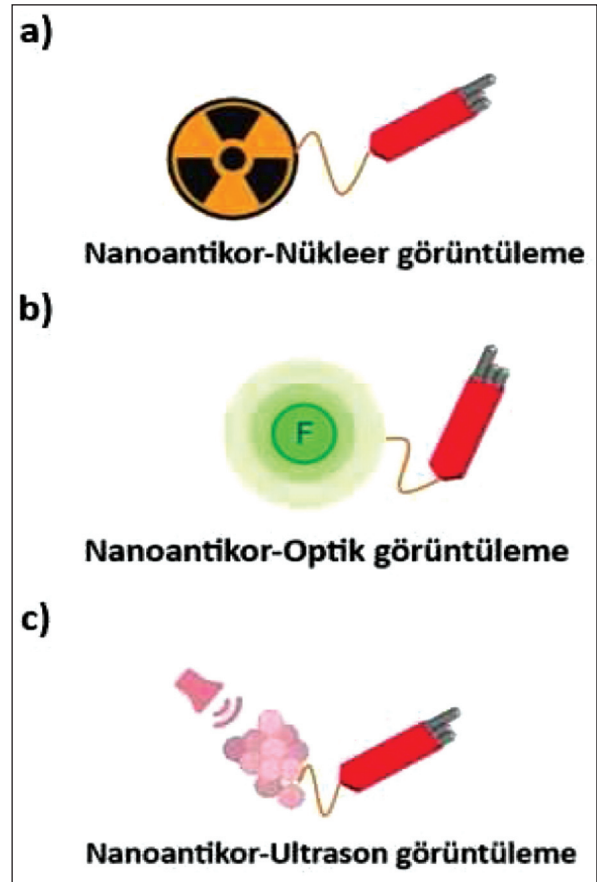 a)
Nanoantikor-Nükleer görüntüleme
b)
F
Nanoantikor-Optik görüntüleme
c)
Nanoantikor-Ultrason görüntüleme